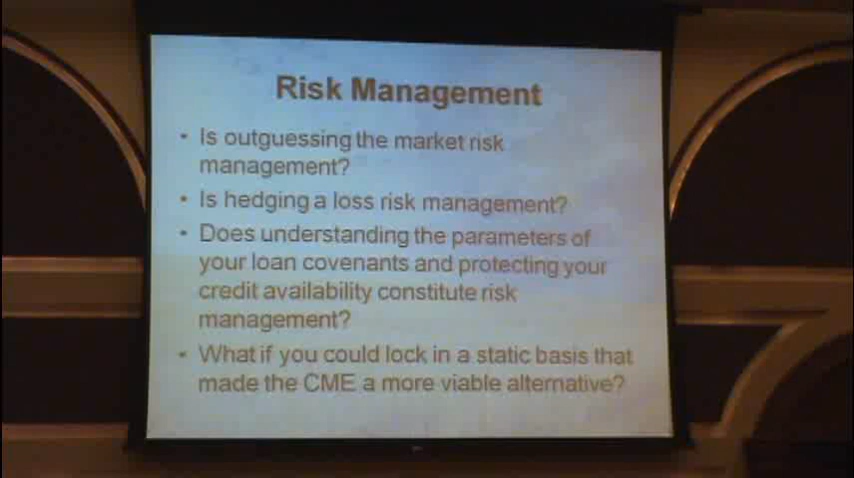 Risk Management
• Is outguessing the market risk
management?
• Is hedging a loss risk management?
• Does understanding the parameters of
your loan covenants and protecting your
credit availability constitute risk
management?
• What if you could lock in a static basis that
made the CME a more viable alternative?